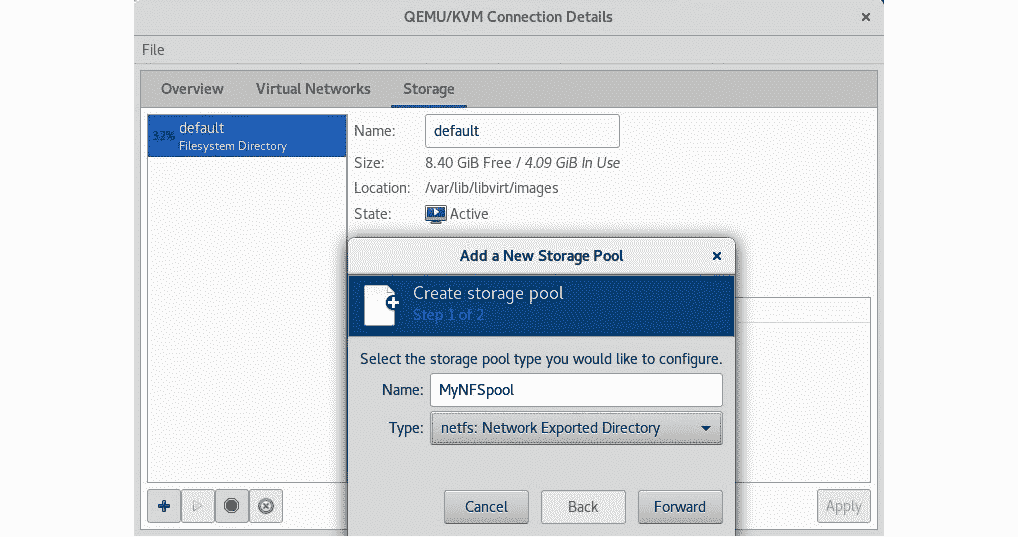 QEMU/KVM Connection Details
File
Overview Virtual Networks Storage
default
Filesystem Directory
Name: default
Size: 8.40 GiB Free / 4.09 GiB In Use
Location: /var/lib/libvirt/images
State: Active
Add a New Storage Pool
Create storage pool
Step 1 of 2
Select the storage pool type you would like to configure.
Name: MyNFSpool
Type: netfs: Network Exported Directory
Cancel Back Forward
Apply